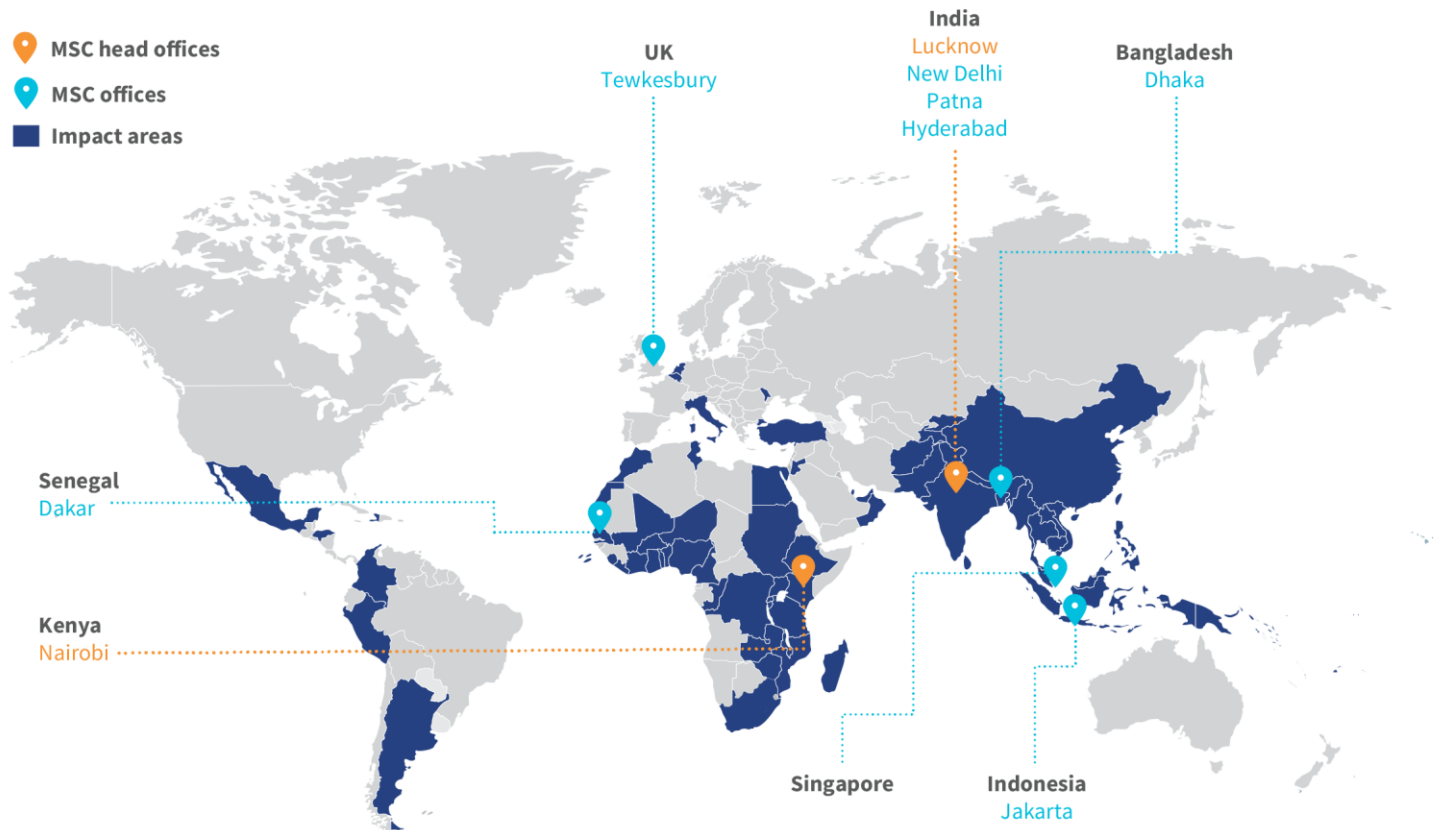 MSC head offices
MSC offices
Impact areas
UK
Tewkesbury
India
Lucknow
New Delhi
Patna
Hyderabad
Bangladesh
Dhaka
Senegal
Dakar
Kenya
Nairobi
Singapore
Indonesia
Jakarta